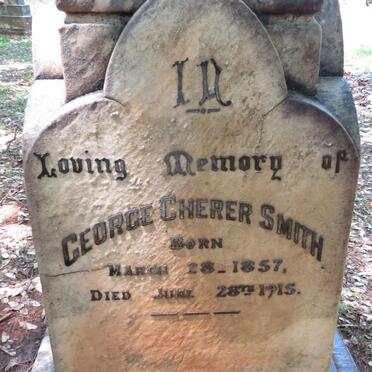 In
Loving Memory of
GEORGE CHERER SMITH
BORN
MARCH 28-1857,
DIED JUNE 28TH 1915.